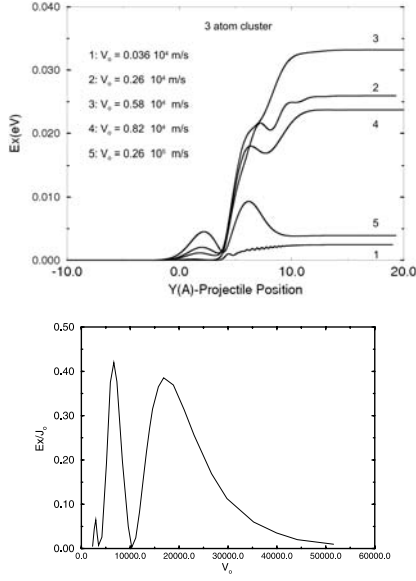 3 atom cluster
1: V₀ = 0.036 10⁴ m/s
2: V₀ = 0.26 10⁴ m/s
3: V₀ = 0.58 10⁴ m/s
4: V₀ = 0.82 10⁴ m/s
5: V₀ = 0.26 10⁵ m/s
0.040
0.030
0.020
0.010
0.000
Ex(eV)
3
2
4
5
1
-10.0 0.0 10.0 20.0
Y(A)-Projectile Position
0.50
0.40
0.30
0.20
0.10
0.00
Ex/J₀
0.0 10000.0 20000.0 30000.0 40000.0 50000.0 60000.0
V₀